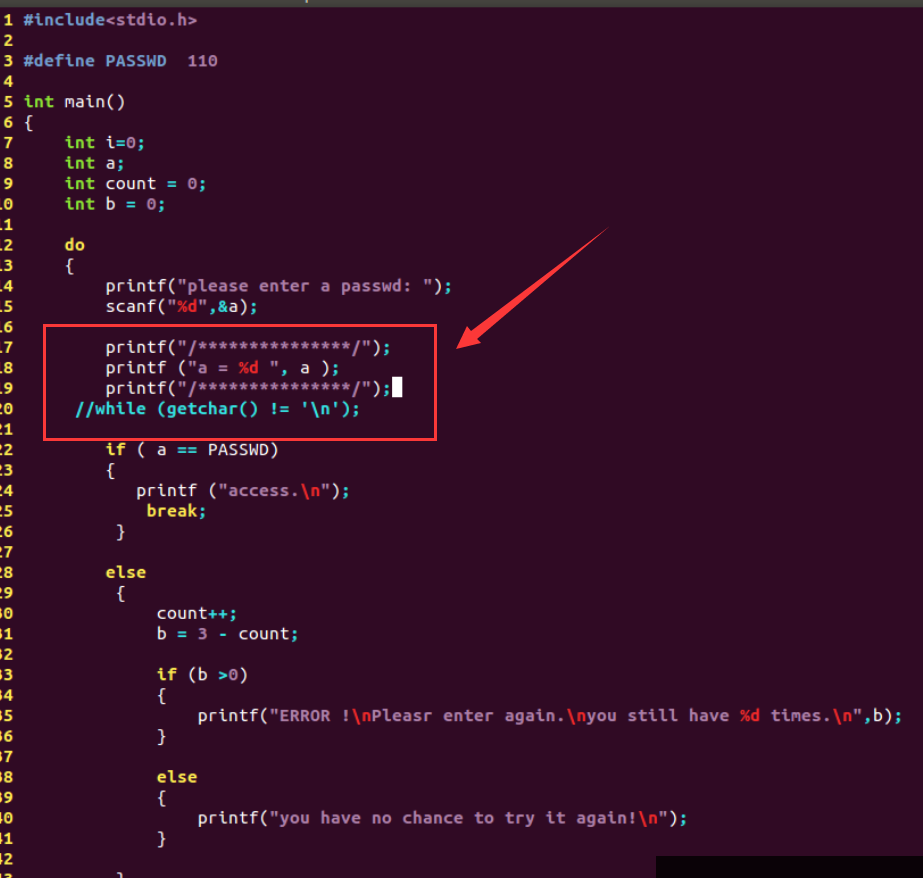 1 #include<stdio.h>
2
3 #define PASSWD  110
4
5 int main()
6 {
7     int i=0;
8     int a;
9     int count = 0;
10     int b = 0;
11
12     do
13     {
14         printf("please enter a passwd: ");
15         scanf("%d",&a);
16
17         printf("/***************/");
18         printf ("a = %d ", a );
19         printf("/***************/");
20      //while (getchar() != '\n');
21
22         if ( a == PASSWD)
23         {
24            printf ("access.\n");
25             break;
26          }
27
28         else
29          {
30              count++;
31              b = 3 - count;
32
33              if (b >0)
34              {
35                  printf("ERROR !\nPleasr enter again.\nyou still have %d times.\n",b);
36              }
37
38              else
39              {
40                  printf("you have no chance to try it again!\n");
41              }
42